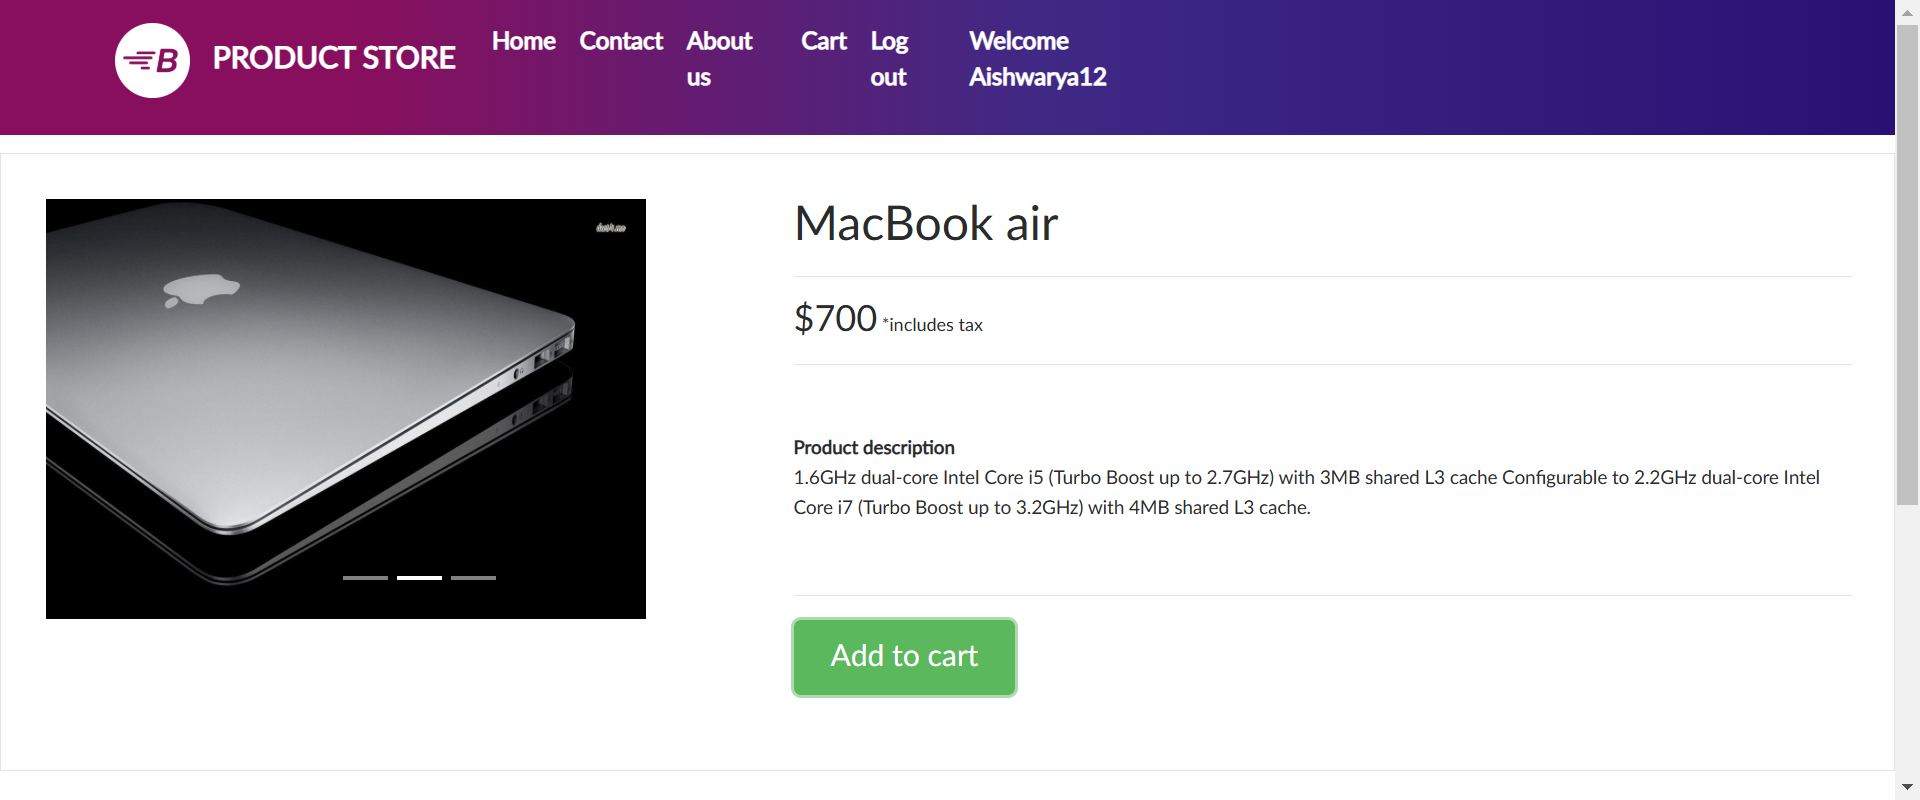 B PRODUCT STORE Home Contact About us Cart Log out Welcome Aishwarya12
MacBook air
$700 *includes tax
Product description
1.6GHz dual-core Intel Core i5 (Turbo Boost up to 2.7GHz) with 3MB shared L3 cache Configurable to 2.2GHz dual-core Intel
Core i7 (Turbo Boost up to 3.2GHz) with 4MB shared L3 cache.
Add to cart